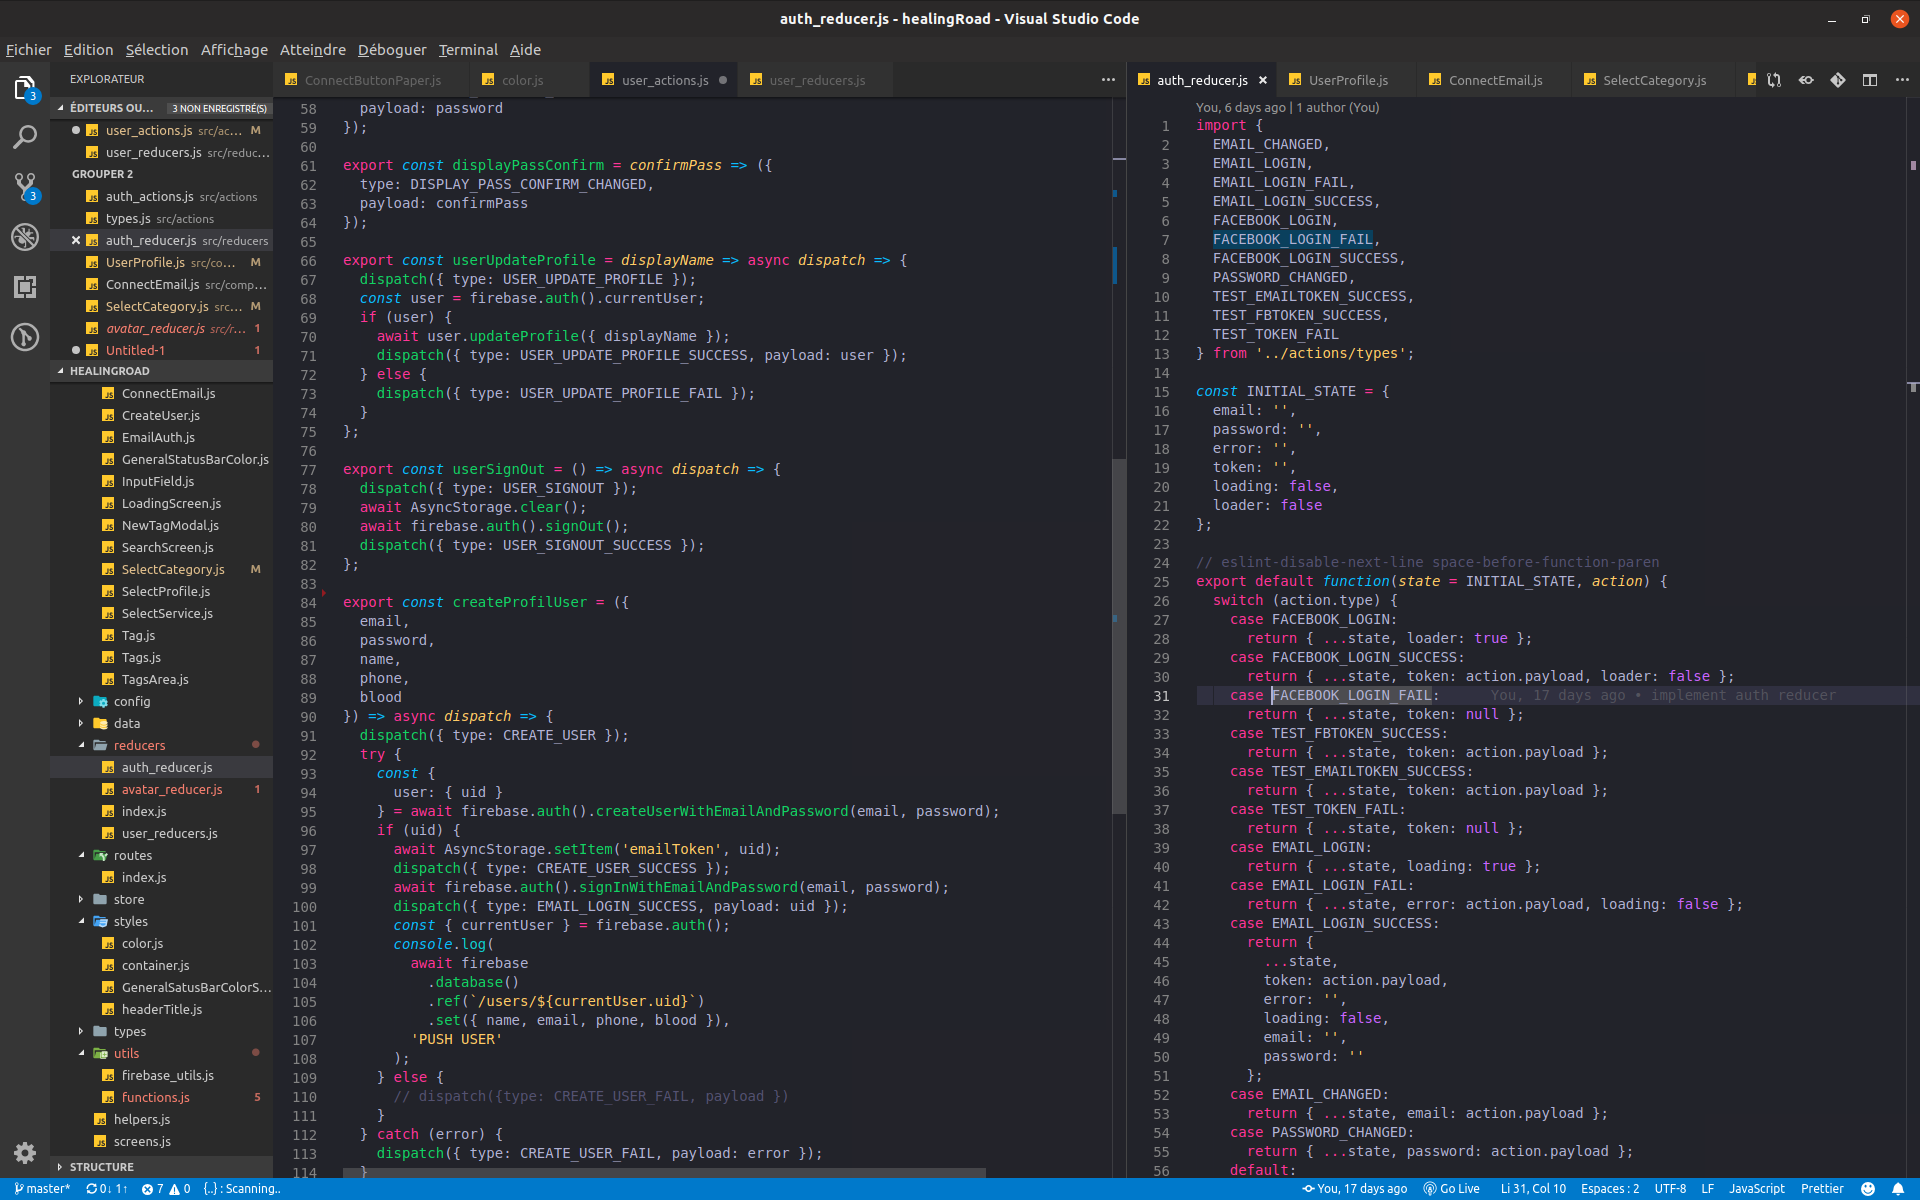 auth_reducer.js - healingRoad - Visual Studio Code
Fichier Edition Sélection Affichage Atteindre Déboguer Terminal Aide
EXPLORATEUR
ÉDITEURS OU... 3 NON ENREGISTRÉ(S)
user_actions.js src/ac... M
user_reducers.js src/reduc...
GROUPER 2
auth_actions.js src/actions
types.js src/actions
auth_reducer.js src/reducers
UserProfile.js src/co... M
ConnectEmail.js src/comp...
SelectCategory.js src... M
avatar_reducer.js src/r... 1
Untitled-1 1
HEALINGROAD
ConnectEmail.js
CreateUser.js
EmailAuth.js
GeneralStatusBarColor.js
InputField.js
LoadingScreen.js
NewTagModal.js
SearchScreen.js
SelectCategory.js M
SelectProfile.js
SelectService.js
Tag.js
Tags.js
TagsArea.js
config
data
reducers
auth_reducer.js
avatar_reducer.js 1
index.js
user_reducers.js
routes
index.js
store
styles
color.js
container.js
GeneralSatusBarColorS...
headerTitle.js
types
utils
firebase_utils.js
functions.js 5
helpers.js
screens.js
STRUCTURE
3
3
ConnectButtonPaper.js color.js user_actions.js user_reducers.js
58 payload: password
59 });
60
61 export const displayPassConfirm = confirmPass => ({
62 type: DISPLAY_PASS_CONFIRM_CHANGED,
63 payload: confirmPass
64 });
65
66 export const userUpdateProfile = displayName => async dispatch => {
67 dispatch({ type: USER_UPDATE_PROFILE });
68 const user = firebase.auth().currentUser;
69 if (user) {
70 await user.updateProfile({ displayName });
71 dispatch({ type: USER_UPDATE_PROFILE_SUCCESS, payload: user });
72 } else {
73 dispatch({ type: USER_UPDATE_PROFILE_FAIL });
74 }
75 };
76
77 export const userSignOut = () => async dispatch => {
78 dispatch({ type: USER_SIGNOUT });
79 await AsyncStorage.clear();
80 await firebase.auth().signOut();
81 dispatch({ type: USER_SIGNOUT_SUCCESS });
82 };
83
84 export const createProfilUser = ({
85 email,
86 password,
87 name,
88 phone,
89 blood
90 }) => async dispatch => {
91 dispatch({ type: CREATE_USER });
92 try {
93 const {
94 user: { uid }
95 } = await firebase.auth().createUserWithEmailAndPassword(email, password);
96 if (uid) {
97 await AsyncStorage.setItem('emailToken', uid);
98 dispatch({ type: CREATE_USER_SUCCESS });
99 await firebase.auth().signInWithEmailAndPassword(email, password);
100 dispatch({ type: EMAIL_LOGIN_SUCCESS, payload: uid });
101 const { currentUser } = firebase.auth();
102 console.log(
103 await firebase
104 .database()
105 .ref(`/users/${currentUser.uid}`)
106 .set({ name, email, phone, blood }),
107 'PUSH USER'
108 );
109 } else {
110 // dispatch({type: CREATE_USER_FAIL, payload })
111 }
112 } catch (error) {
113 dispatch({ type: CREATE_USER_FAIL, payload: error });
114 }
auth_reducer.js UserProfile.js ConnectEmail.js SelectCategory.js
You, 6 days ago | 1 author (You)
1 import {
2 EMAIL_CHANGED,
3 EMAIL_LOGIN,
4 EMAIL_LOGIN_FAIL,
5 EMAIL_LOGIN_SUCCESS,
6 FACEBOOK_LOGIN,
7 FACEBOOK_LOGIN_FAIL,
8 FACEBOOK_LOGIN_SUCCESS,
9 PASSWORD_CHANGED,
10 TEST_EMAILTOKEN_SUCCESS,
11 TEST_FBTOKEN_SUCCESS,
12 TEST_TOKEN_FAIL
13 } from '../actions/types';
14
15 const INITIAL_STATE = {
16 email: '',
17 password: '',
18 error: '',
19 token: '',
20 loading: false,
21 loader: false
22 };
23
24 // eslint-disable-next-line space-before-function-paren
25 export default function(state = INITIAL_STATE, action) {
26 switch (action.type) {
27 case FACEBOOK_LOGIN:
28 return { ...state, loader: true };
29 case FACEBOOK_LOGIN_SUCCESS:
30 return { ...state, token: action.payload, loader: false };
31 case FACEBOOK_LOGIN_FAIL: You, 17 days ago • implement auth reducer
32 return { ...state, token: null };
33 case TEST_FBTOKEN_SUCCESS:
34 return { ...state, token: action.payload };
35 case TEST_EMAILTOKEN_SUCCESS:
36 return { ...state, token: action.payload };
37 case TEST_TOKEN_FAIL:
38 return { ...state, token: null };
39 case EMAIL_LOGIN:
40 return { ...state, loading: true };
41 case EMAIL_LOGIN_FAIL:
42 return { ...state, error: action.payload, loading: false };
43 case EMAIL_LOGIN_SUCCESS:
44 return {
45 ...state,
46 token: action.payload,
47 error: '',
48 loading: false,
49 email: '',
50 password: ''
51 };
52 case EMAIL_CHANGED:
53 return { ...state, email: action.payload };
54 case PASSWORD_CHANGED:
55 return { ...state, password: action.payload };
56 default:
master* 0↓ 1↑ 7 0 {..} : Scanning.. You, 17 days ago Go Live Li 31, Col 10 Espaces : 2 UTF-8 LF JavaScript Prettier